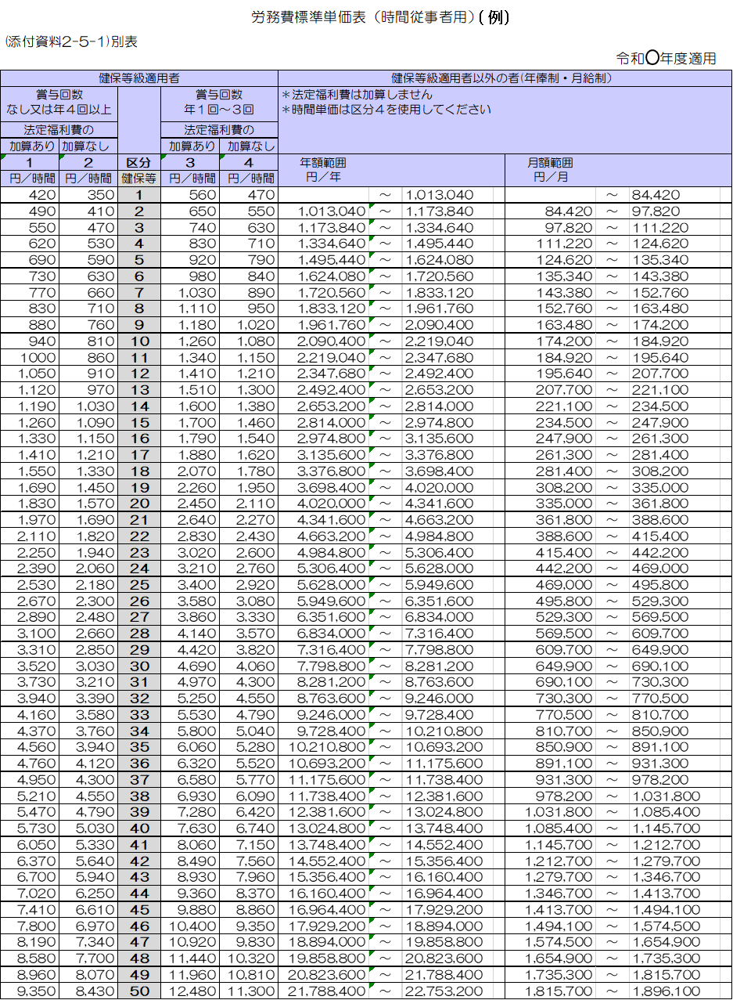 労務費標準単価表（時間従事者用）(例)
(添付資料2-5-1)別表
令和〇年度適用
健保等級適用者 健保等級適用者以外の者(年俸制・月給制)
賞与回数 賞与回数 ＊法定福利費は加算しません
なし又は年４回以上 年１回～３回 ＊時間単価は区分４を使用してください
法定福利費の 法定福利費の
加算あり 加算なし 加算あり 加算なし
1 2 区分 3 4 年額範囲 月額範囲
円／時間 円／時間 健保等 円／時間 円／時間 円／年 円／月
420 350 1 560 470 ～ 1,013,040 ～ 84,420
490 410 2 650 550 1,013,040 ～ 1,173,840 84,420 ～ 97,820
550 470 3 740 630 1,173,840 ～ 1,334,640 97,820 ～ 111,220
620 530 4 830 710 1,334,640 ～ 1,495,440 111,220 ～ 124,620
690 590 5 920 790 1,495,440 ～ 1,624,080 124,620 ～ 135,340
730 630 6 980 840 1,624,080 ～ 1,720,560 135,340 ～ 143,380
770 660 7 1,030 890 1,720,560 ～ 1,833,120 143,380 ～ 152,760
830 710 8 1,110 950 1,833,120 ～ 1,961,760 152,760 ～ 163,480
880 760 9 1,180 1,020 1,961,760 ～ 2,090,400 163,480 ～ 174,200
940 810 10 1,260 1,080 2,090,400 ～ 2,219,040 174,200 ～ 184,920
1000 860 11 1,340 1,150 2,219,040 ～ 2,347,680 184,920 ～ 195,640
1,050 910 12 1,410 1,210 2,347,680 ～ 2,492,400 195,640 ～ 207,700
1,120 970 13 1,510 1,300 2,492,400 ～ 2,653,200 207,700 ～ 221,100
1,190 1,030 14 1,600 1,380 2,653,200 ～ 2,814,000 221,100 ～ 234,500
1,260 1,090 15 1,700 1,460 2,814,000 ～ 2,974,800 234,500 ～ 247,900
1,330 1,150 16 1,790 1,540 2,974,800 ～ 3,135,600 247,900 ～ 261,300
1,410 1,210 17 1,880 1,620 3,135,600 ～ 3,376,800 261,300 ～ 281,400
1,550 1,330 18 2,070 1,780 3,376,800 ～ 3,698,400 281,400 ～ 308,200
1,690 1,450 19 2,260 1,950 3,698,400 ～ 4,020,000 308,200 ～ 335,000
1,830 1,570 20 2,450 2,110 4,020,000 ～ 4,341,600 335,000 ～ 361,800
1,970 1,690 21 2,640 2,270 4,341,600 ～ 4,663,200 361,800 ～ 388,600
2,110 1,820 22 2,830 2,430 4,663,200 ～ 4,984,800 388,600 ～ 415,400
2,250 1,940 23 3,020 2,600 4,984,800 ～ 5,306,400 415,400 ～ 442,200
2,390 2,060 24 3,210 2,760 5,306,400 ～ 5,628,000 442,200 ～ 469,000
2,530 2,180 25 3,400 2,920 5,628,000 ～ 5,949,600 469,000 ～ 495,800
2,670 2,300 26 3,580 3,080 5,949,600 ～ 6,351,600 495,800 ～ 529,300
2,890 2,480 27 3,860 3,330 6,351,600 ～ 6,834,000 529,300 ～ 569,500
3,100 2,660 28 4,140 3,570 6,834,000 ～ 7,316,400 569,500 ～ 609,700
3,310 2,850 29 4,420 3,820 7,316,400 ～ 7,798,800 609,700 ～ 649,900
3,520 3,030 30 4,690 4,060 7,798,800 ～ 8,281,200 649,900 ～ 690,100
3,730 3,210 31 4,970 4,300 8,281,200 ～ 8,763,600 690,100 ～ 730,300
3,940 3,390 32 5,250 4,550 8,763,600 ～ 9,246,000 730,300 ～ 770,500
4,160 3,580 33 5,530 4,790 9,246,000 ～ 9,728,400 770,500 ～ 810,700
4,370 3,760 34 5,800 5,040 9,728,400 ～ 10,210,800 810,700 ～ 850,900
4,560 3,940 35 6,060 5,280 10,210,800 ～ 10,693,200 850,900 ～ 891,100
4,760 4,120 36 6,320 5,520 10,693,200 ～ 11,175,600 891,100 ～ 931,300
4,950 4,300 37 6,580 5,770 11,175,600 ～ 11,738,400 931,300 ～ 978,200
5,210 4,550 38 6,930 6,090 11,738,400 ～ 12,381,600 978,200 ～ 1,031,800
5,470 4,790 39 7,280 6,420 12,381,600 ～ 13,024,800 1,031,800 ～ 1,085,400
5,730 5,030 40 7,630 6,740 13,024,800 ～ 13,748,400 1,085,400 ～ 1,145,700
6,050 5,330 41 8,060 7,150 13,748,400 ～ 14,552,400 1,145,700 ～ 1,212,700
6,370 5,640 42 8,490 7,560 14,552,400 ～ 15,356,400 1,212,700 ～ 1,279,700
6,700 5,940 43 8,930 7,960 15,356,400 ～ 16,160,400 1,279,700 ～ 1,346,700
7,020 6,250 44 9,360 8,370 16,160,400 ～ 16,964,400 1,346,700 ～ 1,413,700
7,410 6,610 45 9,880 8,860 16,964,400 ～ 17,929,200 1,413,700 ～ 1,494,100
7,800 6,970 46 10,400 9,350 17,929,200 ～ 18,894,000 1,494,100 ～ 1,574,500
8,190 7,340 47 10,920 9,830 18,894,000 ～ 19,858,800 1,574,500 ～ 1,654,900
8,580 7,700 48 11,440 10,320 19,858,800 ～ 20,823,600 1,654,900 ～ 1,735,300
8,960 8,070 49 11,960 10,810 20,823,600 ～ 21,788,400 1,735,300 ～ 1,815,700
9,350 8,430 50 12,480 11,300 21,788,400 ～ 22,753,200 1,815,700 ～ 1,896,100